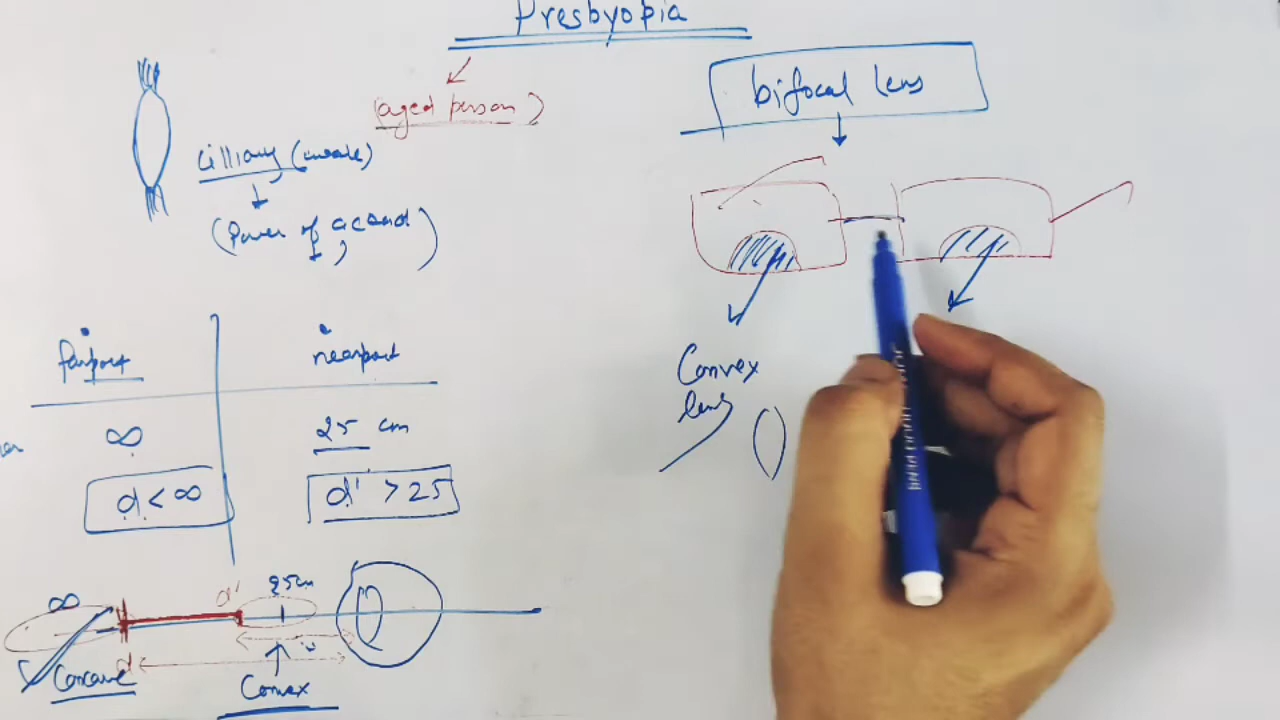 Presbyopia
(aged person)
bifocal lens
cilliary (muscle)
(Power of accomd)
farpoint
nearpoint
∞
25 cm
d < ∞
d' > 25
Convex
lens
∞
d'
25cm
d
Concave
Convex